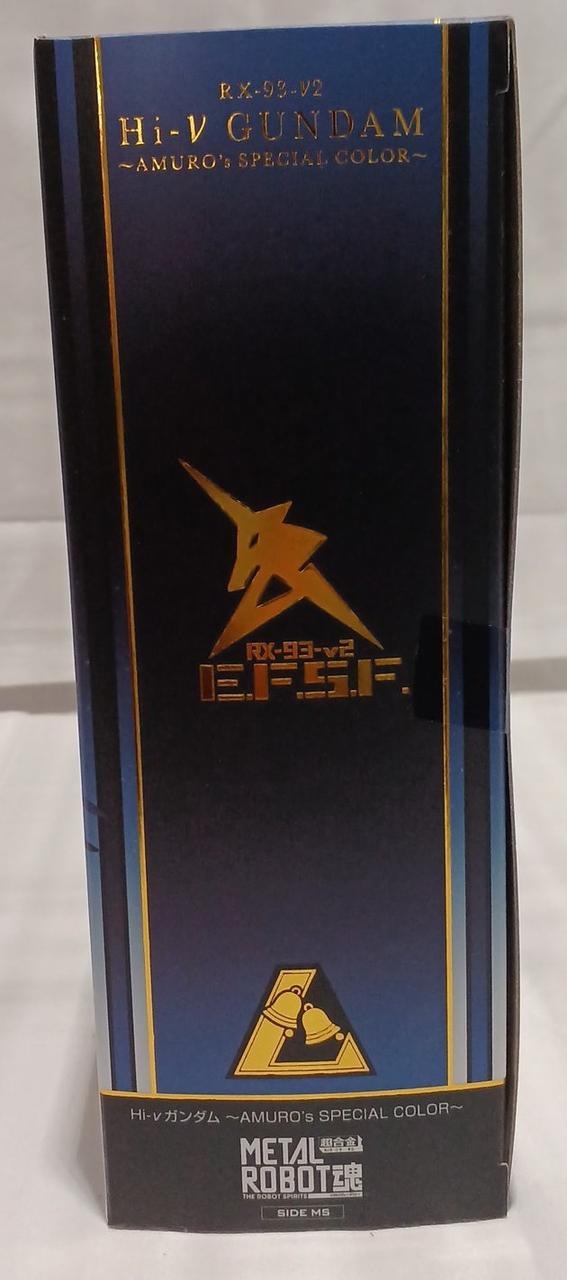 RX-93-ν2
Hi-ν GUNDAM
~AMURO's SPECIAL COLOR~
RX-93-ν2
E.F.S.F.
Hi-νガンダム ~AMURO's SPECIAL COLOR~
METAL
超合金
ROBOT魂
THE ROBOT SPIRITS
SIDE MS